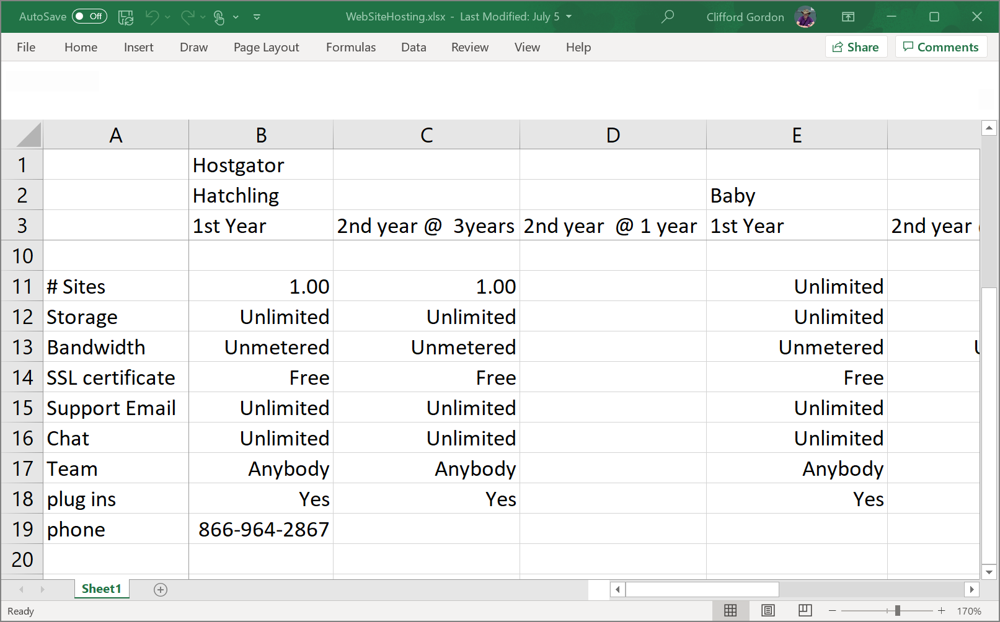 AutoSave Off WebSiteHosting.xlsx - Last Modified: July 5 Clifford Gordon
File Home Insert Draw Page Layout Formulas Data Review View Help Share Comments
A B C D E
1 Hostgator
2 Hatchling Baby
3 1st Year 2nd year @ 3years 2nd year @ 1 year 1st Year 2nd year
10
11 # Sites 1.00 1.00 Unlimited
12 Storage Unlimited Unlimited Unlimited
13 Bandwidth Unmetered Unmetered Unmetered
14 SSL certificate Free Free Free
15 Support Email Unlimited Unlimited Unlimited
16 Chat Unlimited Unlimited Unlimited
17 Team Anybody Anybody Anybody
18 plug ins Yes Yes Yes
19 phone 866-964-2867
20
Sheet1
Ready 170%